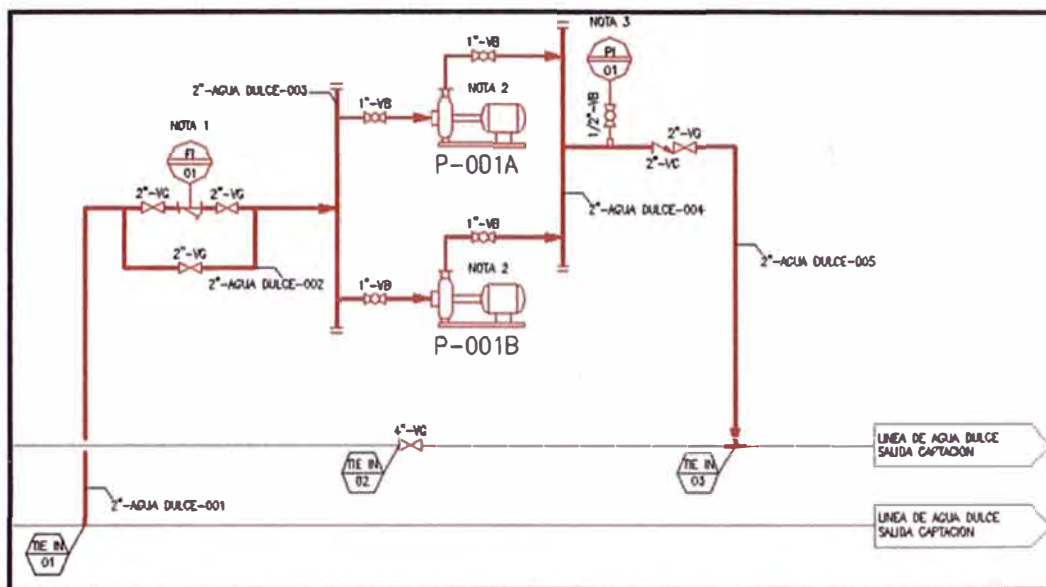 NOTA 3
1"-VB
PI
01
2"-AGUA DULCE-003
1"-VB
NOTA 2
1/2"-VB
NOTA 1
P-001A
2"-VG
2"-VC
FI
01
2"-VG
2"-VG
2"-AGUA DULCE-004
1"-VB
2"-VG
2"-AGUA DULCE-002
NOTA 2
2"-AGUA DULCE-005
1"-VB
P-001B
4"-VG
LINEA DE AGUA DULCE
SALIDA CAPTACION
TIE IN
02
TIE IN
03
2"-AGUA DULCE-001
LINEA DE AGUA DULCE
SALIDA CAPTACION
TIE IN
01